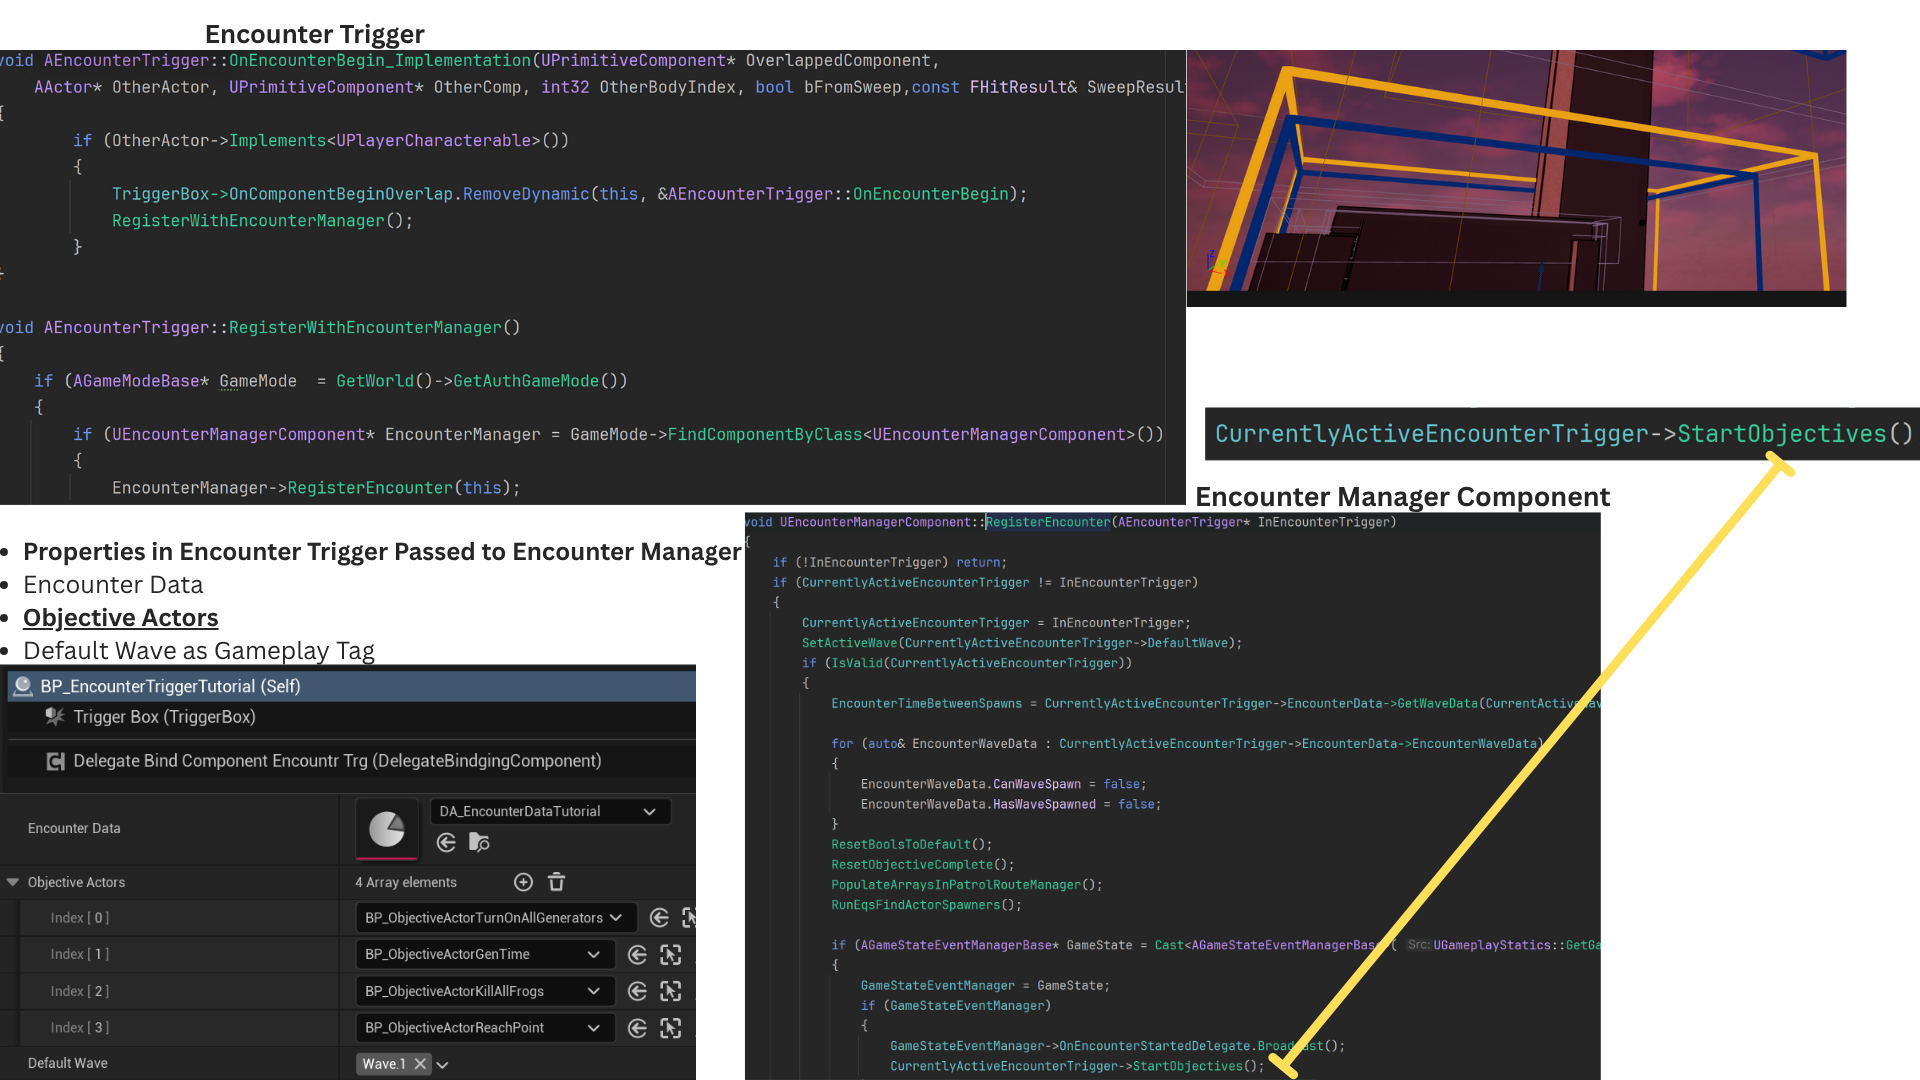 Encounter Trigger
void AEncounterTrigger::OnEncounterBegin_Implementation(UPrimitiveComponent* OverlappedComponent,
AActor* OtherActor, UPrimitiveComponent* OtherComp, int32 OtherBodyIndex, bool bFromSweep,const FHitResult& SweepResul
{
if (OtherActor->Implements<UPlayerCharacterable>())
{
TriggerBox->OnComponentBeginOverlap.RemoveDynamic(this, &AEncounterTrigger::OnEncounterBegin);
RegisterWithEncounterManager();
}
}
void AEncounterTrigger::RegisterWithEncounterManager()
{
if (AGameModeBase* GameMode = GetWorld()->GetAuthGameMode())
{
if (UEncounterManagerComponent* EncounterManager = GameMode->FindComponentByClass<UEncounterManagerComponent>())
{
EncounterManager->RegisterEncounter(this);
Z
CurrentlyActiveEncounterTrigger->StartObjectives()
Encounter Manager Component
void UEncounterManagerComponent::RegisterEncounter(AEncounterTrigger* InEncounterTrigger)
{
if (!InEncounterTrigger) return;
if (CurrentlyActiveEncounterTrigger != InEncounterTrigger)
{
CurrentlyActiveEncounterTrigger = InEncounterTrigger;
SetActiveWave(CurrentlyActiveEncounterTrigger->DefaultWave);
if (IsValid(CurrentlyActiveEncounterTrigger))
{
EncounterTimeBetweenSpawns = CurrentlyActiveEncounterTrigger->EncounterData->GetWaveData(
for (auto& EncounterWaveData : CurrentlyActiveEncounterTrigger->EncounterData->EncounterWaveData)
{
EncounterWaveData.CanWaveSpawn = false;
EncounterWaveData.HasWaveSpawned = false;
}
ResetBoolsToDefault();
ResetObjectiveComplete();
PopulateArraysInPatrolRouteManager();
RunEqsFindActorSpawners();
if (AGameStateEventManagerBase* GameState = Cast<AGameStateEventManagerBase>( Src: UGameplayStatics::GetGa
{
GameStateEventManager = GameState;
if (GameStateEventManager)
{
GameStateEventManager->OnEncounterStartedDelegate.Broadcast();
CurrentlyActiveEncounterTrigger->StartObjectives();
• Properties in Encounter Trigger Passed to Encounter Manager
• Encounter Data
• Objective Actors
• Default Wave as Gameplay Tag
BP_EncounterTriggerTutorial (Self)
Trigger Box (TriggerBox)
Delegate Bind Component Encountr Trg (DelegateBindgingComponent)
Encounter Data DA_EncounterDataTutorial
Objective Actors 4 Array elements
Index [ 0 ] BP_ObjectiveActorTurnOnAllGenerators
Index [ 1 ] BP_ObjectiveActorGenTime
Index [ 2 ] BP_ObjectiveActorKillAllFrogs
Index [ 3 ] BP_ObjectiveActorReachPoint
Default Wave Wave.1